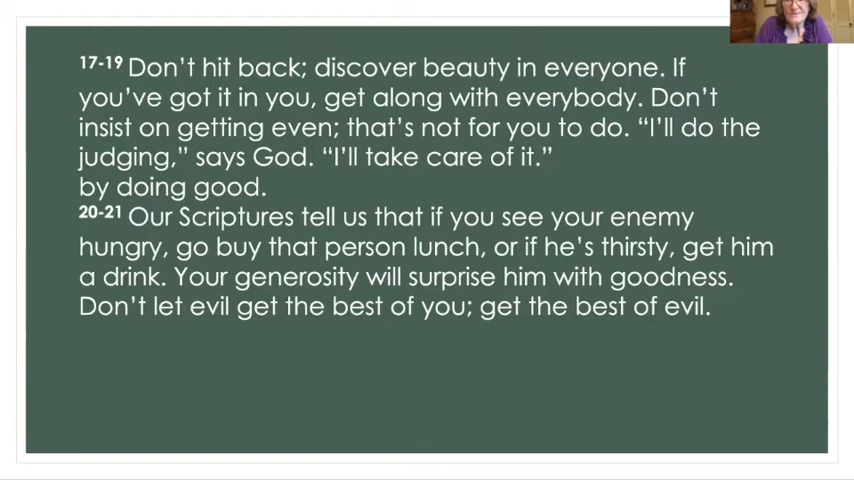 17-19 Don’t hit back; discover beauty in everyone. If
you’ve got it in you, get along with everybody. Don’t
insist on getting even; that’s not for you to do. “I’ll do the
judging,” says God. “I’ll take care of it.”
by doing good.
20-21 Our Scriptures tell us that if you see your enemy
hungry, go buy that person lunch, or if he’s thirsty, get him
a drink. Your generosity will surprise him with goodness.
Don’t let evil get the best of you; get the best of evil.